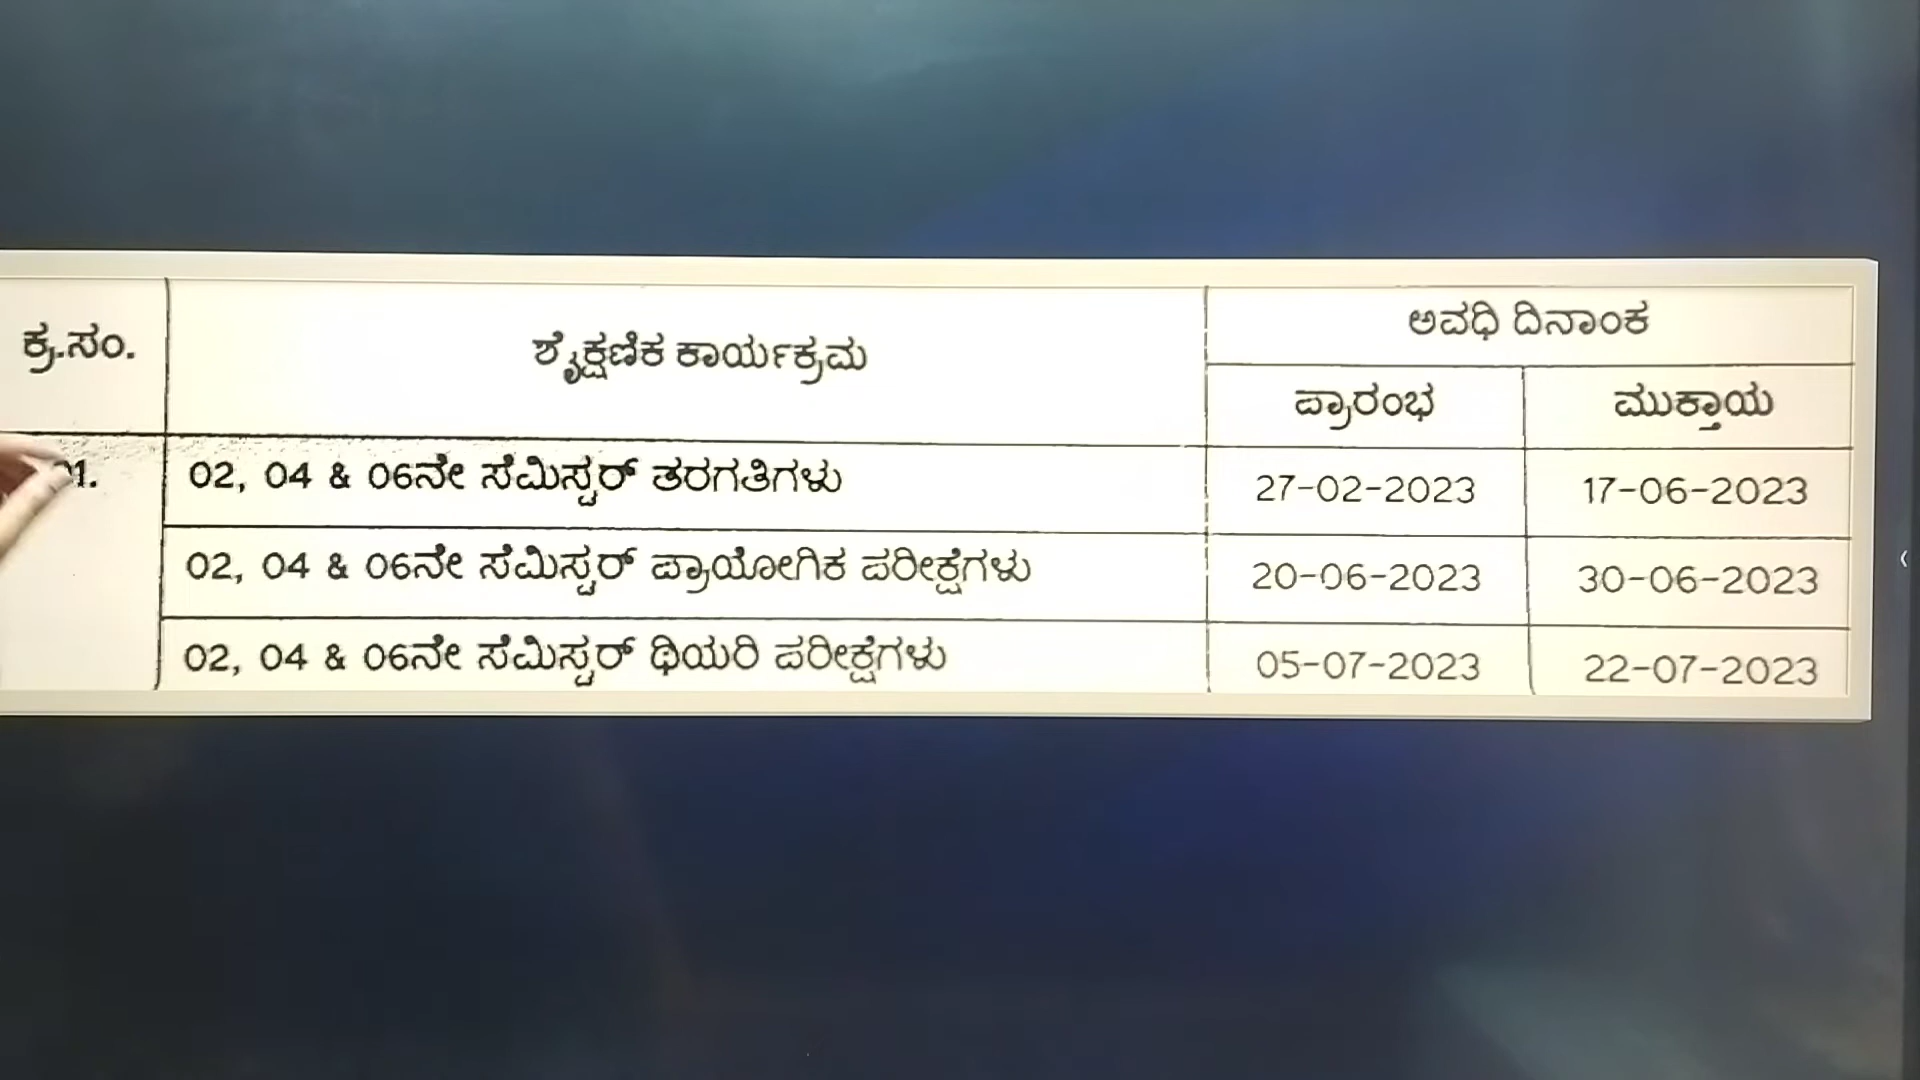 ಕ್ರ.ಸಂ. ಶೈಕ್ಷಣಿಕ ಕಾರ್ಯಕ್ರಮ ಅವಧಿ ದಿನಾಂಕ
ಪ್ರಾರಂಭ ಮುಕ್ತಾಯ
01. 02, 04 & 06ನೇ ಸೆಮಿಸ್ಟರ್ ತರಗತಿಗಳು 27-02-2023 17-06-2023
02, 04 & 06ನೇ ಸೆಮಿಸ್ಟರ್ ಪ್ರಾಯೋಗಿಕ ಪರೀಕ್ಷೆಗಳು 20-06-2023 30-06-2023
02, 04 & 06ನೇ ಸೆಮಿಸ್ಟರ್ ಥಿಯರಿ ಪರೀಕ್ಷೆಗಳು 05-07-2023 22-07-2023